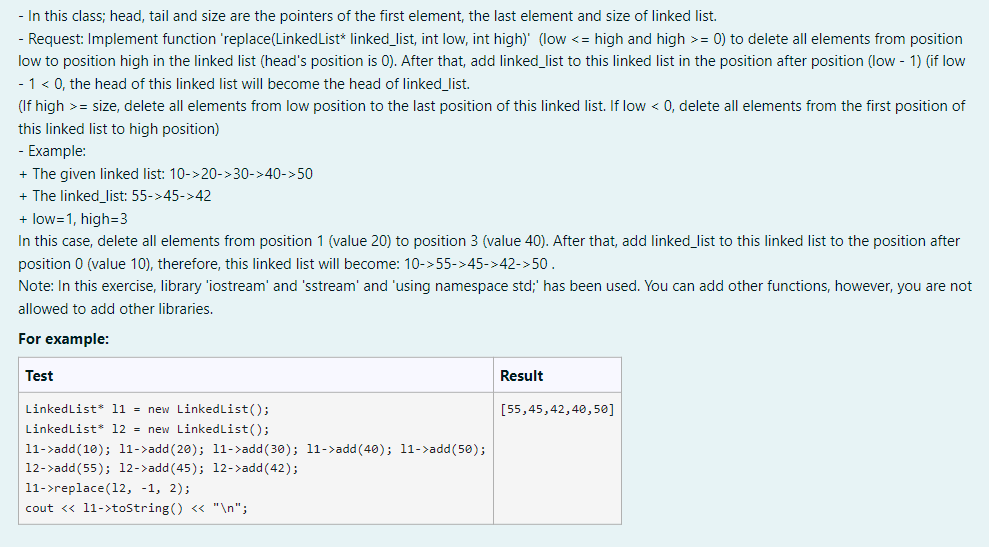 - In this class; head, tail and size are the pointers of the first element, the last element and size of linked list.
- Request: Implement function 'replace(LinkedList* linked_list, int low, int high)' (low <= high and high >= 0) to delete all elements from position
low to position high in the linked list (head's position is 0). After that, add linked_list to this linked list in the position after position (low - 1) (if low
- 1 < 0, the head of this linked list will become the head of linked_list.
(If high >= size, delete all elements from low position to the last position of this linked list. If low < 0, delete all elements from the first position of
this linked list to high position)
- Example:
+ The given linked list: 10->20->30->40->50
+ The linked_list: 55->45->42
+ low=1, high=3
In this case, delete all elements from position 1 (value 20) to position 3 (value 40). After that, add linked_list to this linked list to the position after
position 0 (value 10), therefore, this linked list will become: 10->55->45->42->50 .
Note: In this exercise, library 'iostream' and 'sstream' and 'using namespace std;' has been used. You can add other functions, however, you are not
allowed to add other libraries.
For example:
Test Result
LinkedList* l1 = new LinkedList(); [55,45,42,40,50]
LinkedList* l2 = new LinkedList();
l1->add(10); l1->add(20); l1->add(30); l1->add(40); l1->add(50);
l2->add(55); l2->add(45); l2->add(42);
l1->replace(l2, -1, 2);
cout << l1->toString() << "\n";